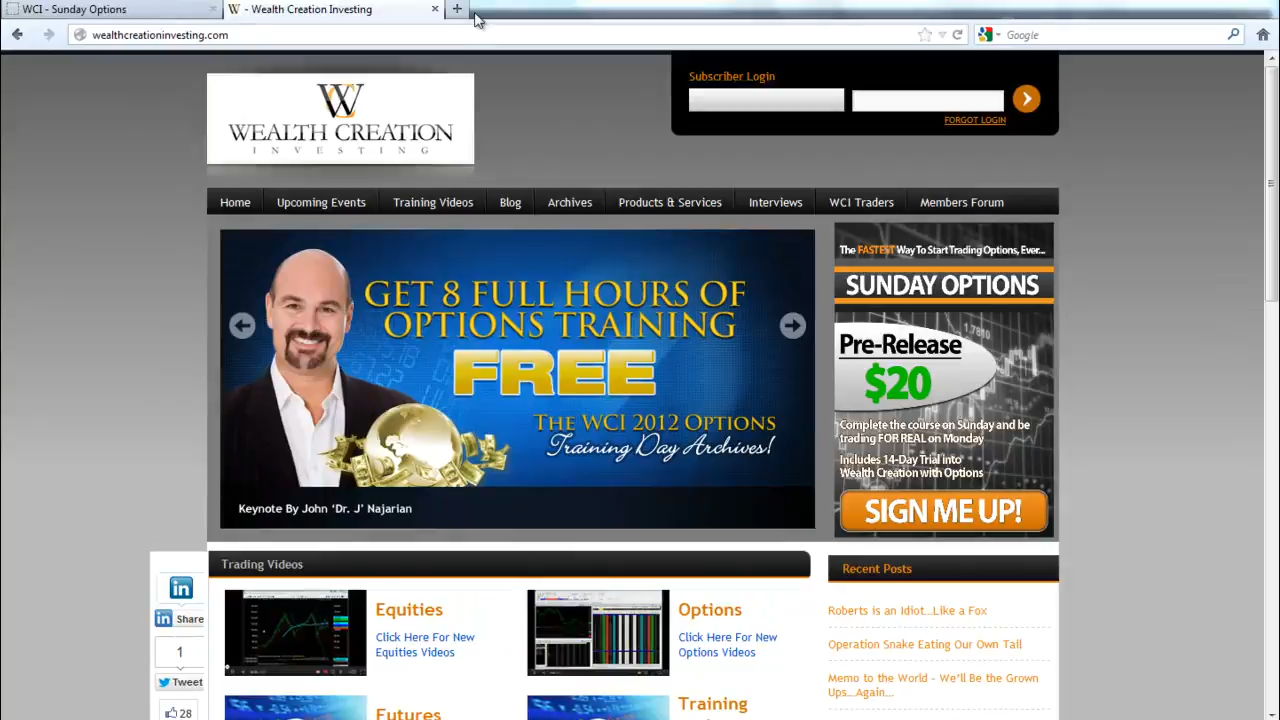 WCI - Sunday Options
W - Wealth Creation Investing
wealthcreationinvesting.com
Google
Subscriber Login
FORGOT LOGIN
WC
WEALTH CREATION
INVESTING
Home
Upcoming Events
Training Videos
Blog
Archives
Products & Services
Interviews
WCI Traders
Members Forum
GET 8 FULL HOURS OF
OPTIONS TRAINING
FREE
THE WCI 2012 OPTIONS
Training Day Archives!
Keynote By John ‘Dr. J’ Najarian
The FASTEST Way To Start Trading Options, Ever...
SUNDAY OPTIONS
1.7810
Pre-Release
$20
Complete the course on Sunday and be
trading FOR REAL on Monday
Includes 14-Day Trial into
Wealth Creation with Options
SIGN ME UP!
Trading Videos
Equities
Click Here For New
Equities Videos
Options
Click Here For New
Options Videos
Futures
Training
Recent Posts
Roberts is an Idiot...Like a Fox
Operation Snake Eating Our Own Tail
Memo to the World – We’ll Be the Grown
Ups...Again...
in
in Share
1
Tweet
28